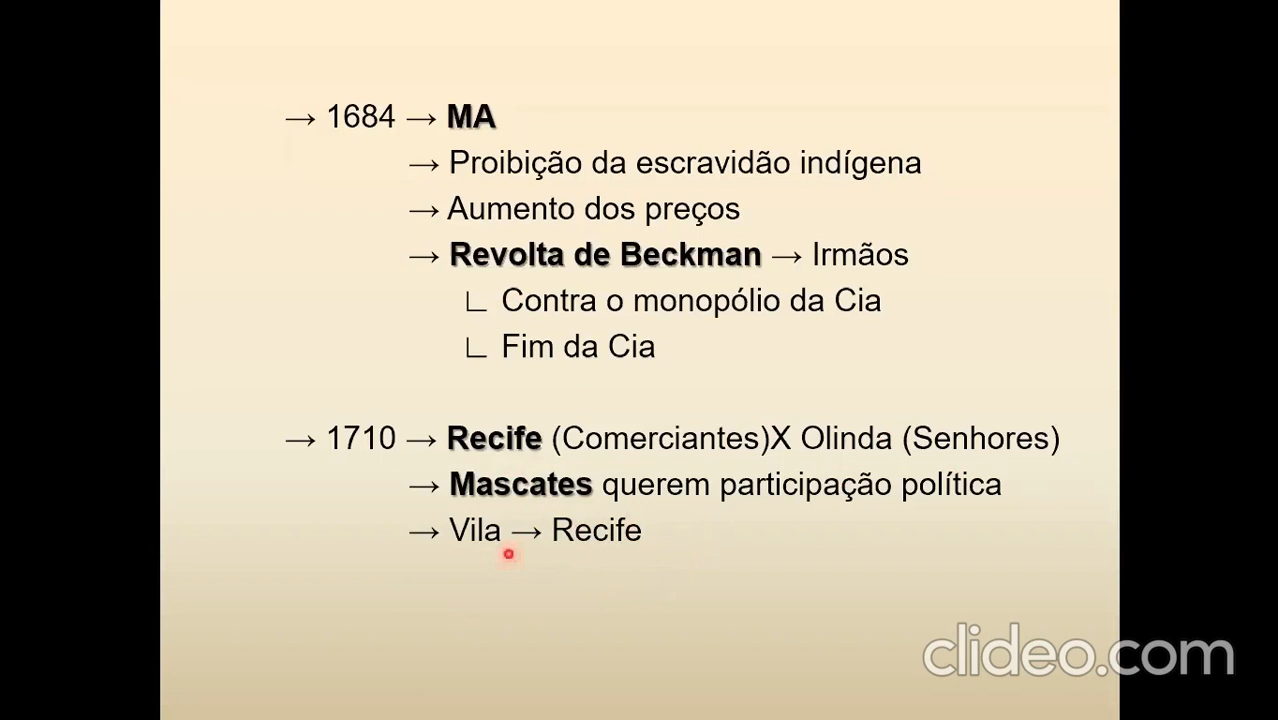 → 1684 → MA
→ Proibição da escravidão indígena
→ Aumento dos preços
→ Revolta de Beckman → Irmãos
∟ Contra o monopólio da Cia
∟ Fim da Cia
→ 1710 → Recife (Comerciantes)X Olinda (Senhores)
→ Mascates querem participação política
→ Vila → Recife
clideo.com